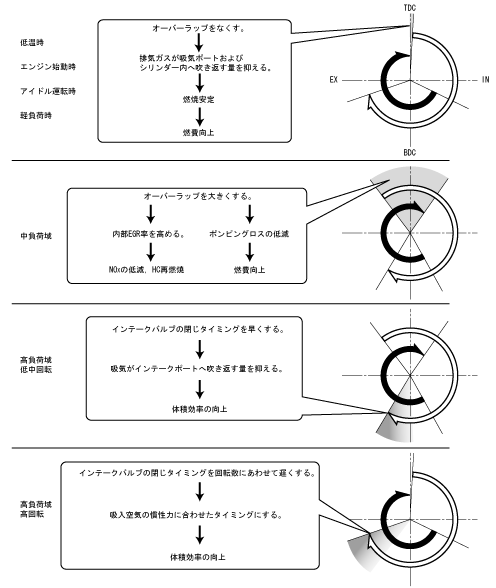 低温時
エンジン始動時
アイドル運転時
軽負荷時
オーバーラップをなくす。
排気ガスが吸気ポートおよび
シリンダー内へ吹き返す量を抑える。
燃焼安定
燃費向上
TDC
EX
IN
BDC
中負荷域
オーバーラップを大きくする。
内部EGR率を高める。
ポンピングロスの低減
NOxの低減、HC再燃焼
燃費向上
高負荷域
低中回転
インテークバルブの閉じタイミングを早くする。
吸気がインテークポートへ吹き返す量を抑える。
体積効率の向上
高負荷域
高回転
インテークバルブの閉じタイミングを回転数にあわせて遅くする。
吸入空気の慣性力に合わせたタイミングにする。
体積効率の向上